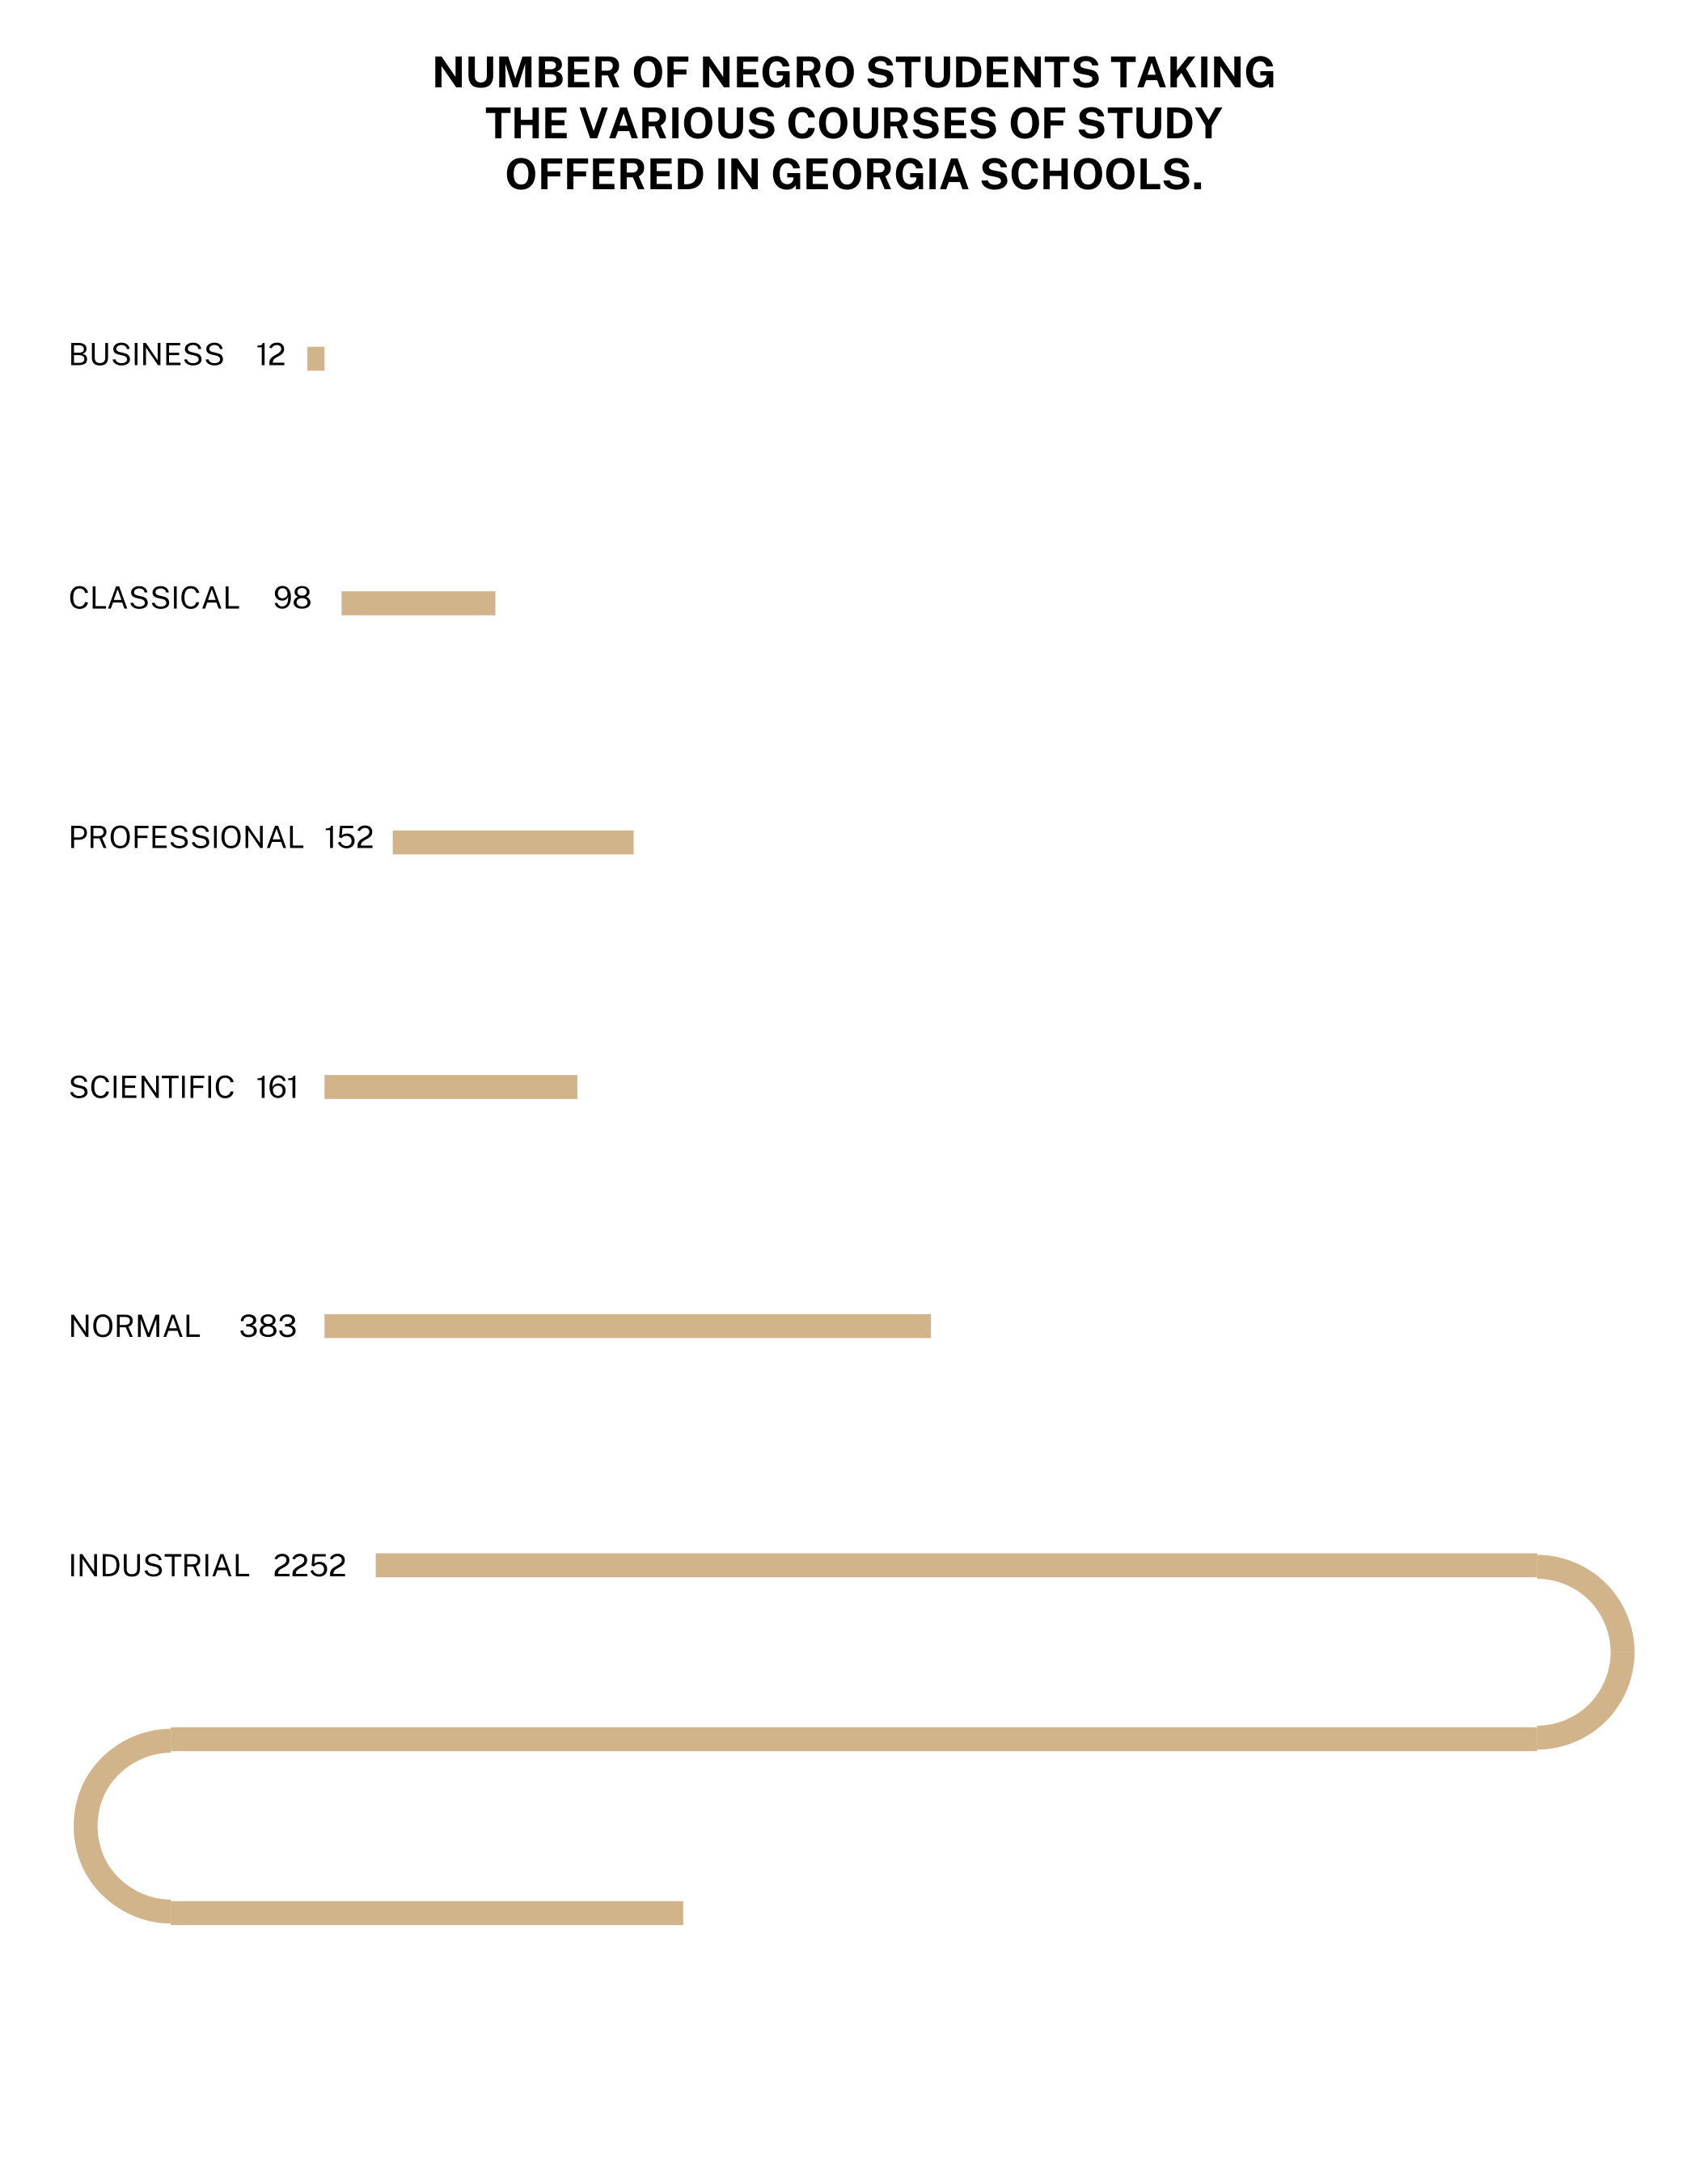 NUMBER OF NEGRO STUDENTS TAKING
THE VARIOUS COURSES OF STUDY
OFFERED IN GEORGIA SCHOOLS.
BUSINESS 12
CLASSICAL 98
PROFESSIONAL 152
SCIENTIFIC 161
NORMAL 383
INDUSTRIAL 2252